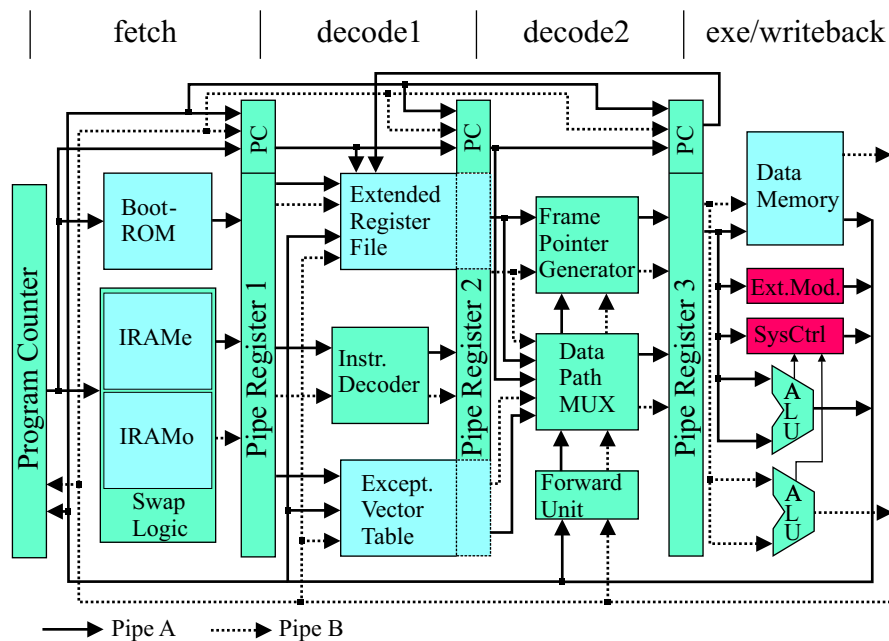 fetch
decode1
decode2
exe/writeback
PC
PC
PC
Program Counter
Boot-
ROM
IRAMe
IRAMo
Swap
Logic
Pipe Register 1
Extended
Register
File
Instr.
Decoder
Except.
Vector
Table
Pipe Register 2
Frame
Pointer
Generator
Data
Path
MUX
Forward
Unit
Pipe Register 3
Data
Memory
Ext.Mod.
SysCtrl
ALU
ALU
Pipe A
Pipe B